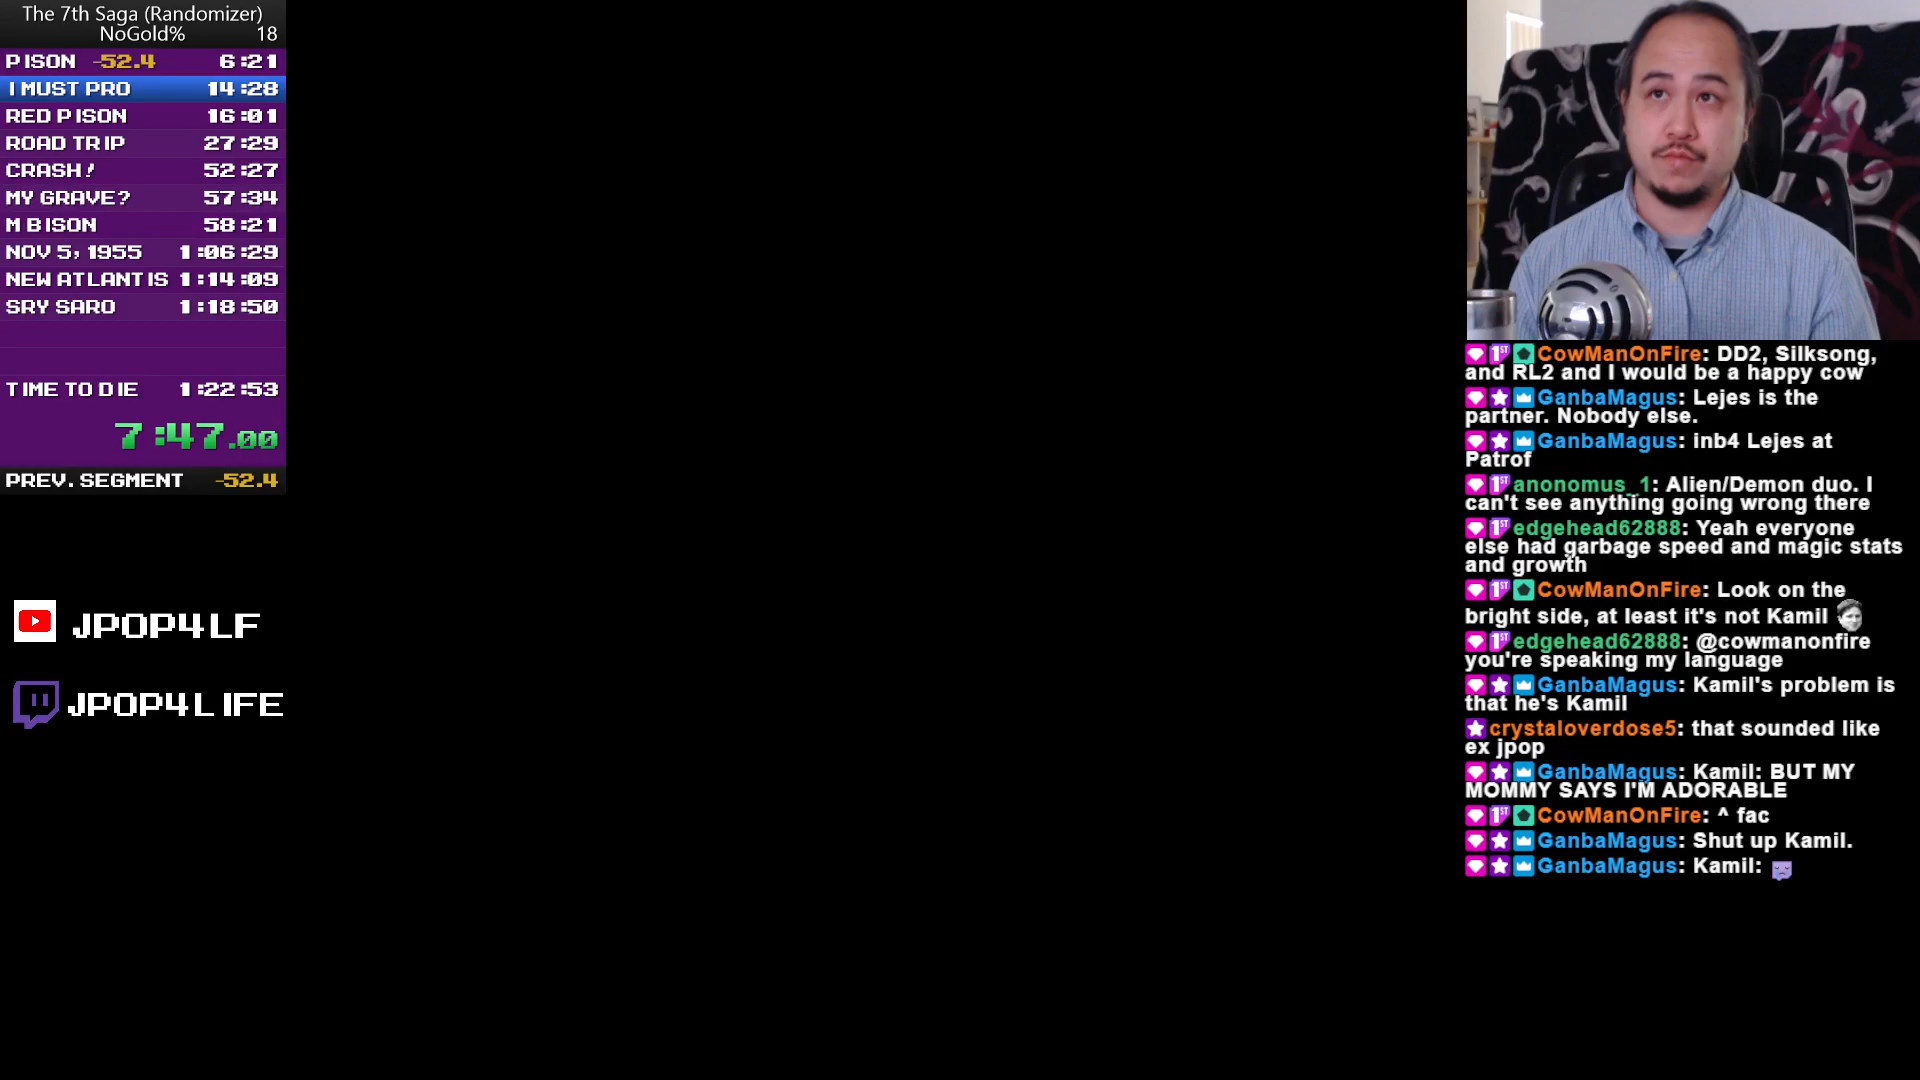 The 7th Saga (Randomizer)
NoGold% 18
PISON -52.4 6:21
I MUST PRO 14:28
RED PISON 16:01
ROAD TRIP 27:29
CRASH! 52:27
MY GRAVE? 57:34
M BISON 58:21
NOV 5, 1955 1:06:29
NEW ATLANTIS 1:14:09
SRY SARO 1:18:50
TIME TO DIE 1:22:53
7:47.00
PREV. SEGMENT -52.4
JPOP4LF
JPOP4LIFE
CowManOnFire: DD2, Silksong,
and RL2 and I would be a happy cow
GanbaMagus: Lejes is the
partner. Nobody else.
GanbaMagus: inb4 Lejes at
Patrof
1ST anonomus_1: Alien/Demon duo. I
can't see anything going wrong there
1ST edgehead62888: Yeah everyone
else had garbage speed and magic stats
and growth
1ST CowManOnFire: Look on the
bright side, at least it's not Kamil
1ST edgehead62888: @cowmanonfire
you're speaking my language
GanbaMagus: Kamil's problem is
that he's Kamil
crystaloverdose5: that sounded like
ex jpop
GanbaMagus: Kamil: BUT MY
MOMMY SAYS I'M ADORABLE
1ST CowManOnFire: ^ fac
GanbaMagus: Shut up Kamil.
GanbaMagus: Kamil: